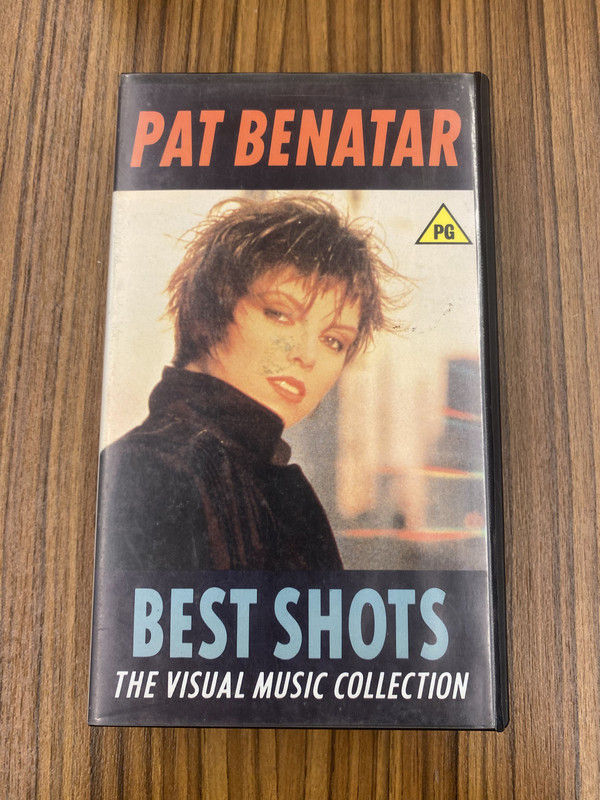 PAT BENATAR
PG
BEST SHOTS
THE VISUAL MUSIC COLLECTION